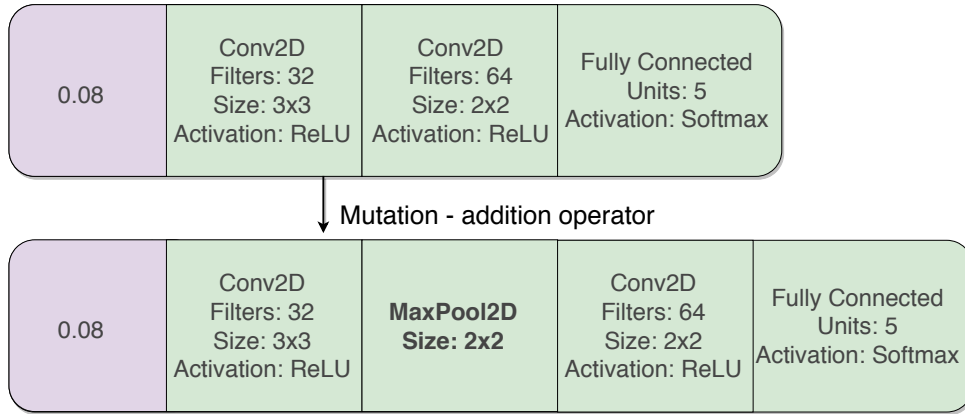 0.08
Conv2D
Filters: 32
Size: 3x3
Activation: ReLU
Conv2D
Filters: 64
Size: 2x2
Activation: ReLU
Fully Connected
Units: 5
Activation: Softmax
Mutation - addition operator
0.08
Conv2D
Filters: 32
Size: 3x3
Activation: ReLU
MaxPool2D
Size: 2x2
Conv2D
Filters: 64
Size: 2x2
Activation: ReLU
Fully Connected
Units: 5
Activation: Softmax